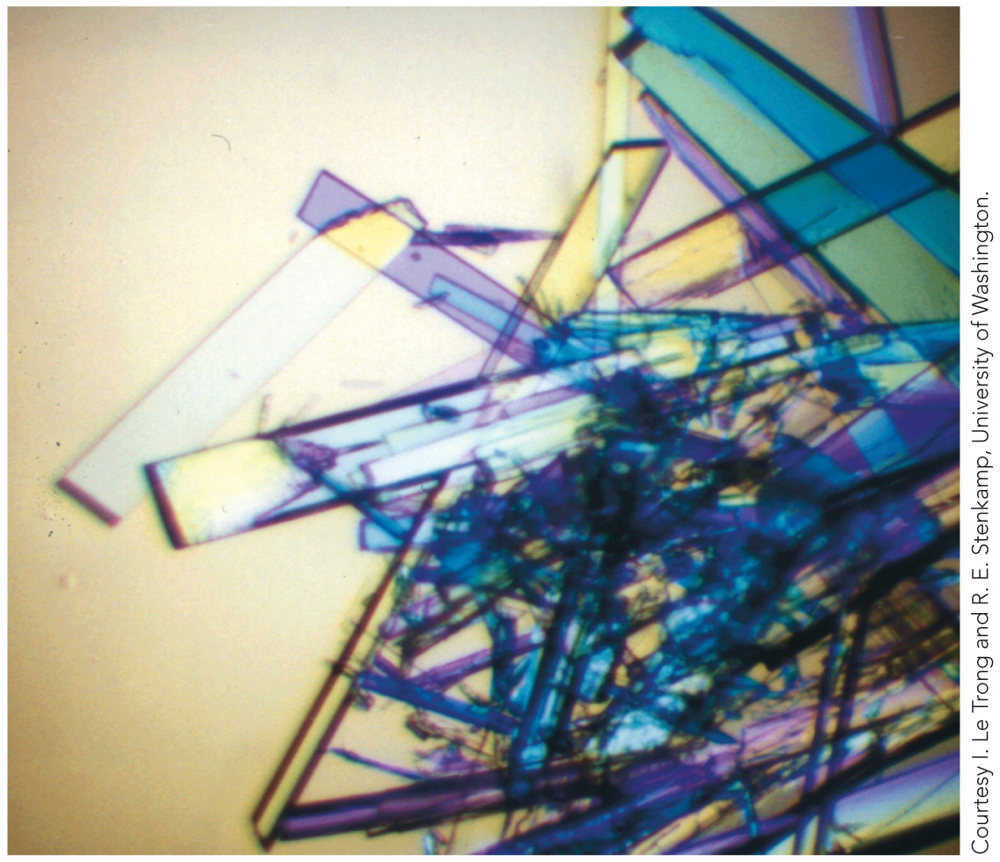 Courtesy I. Le Trong and R. E. Stenkamp, University of Washington.